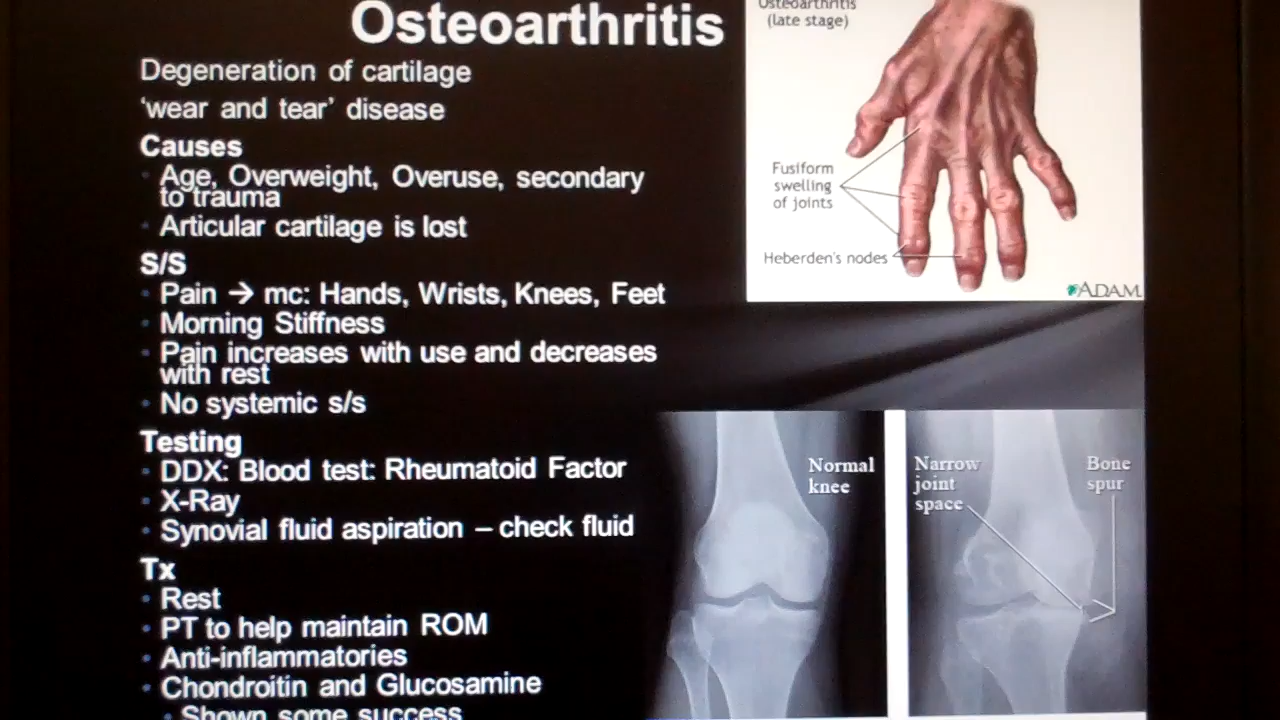 Osteoarthritis
Degeneration of cartilage
‘wear and tear’ disease
Causes
Age, Overweight, Overuse, secondary
to trauma
Articular cartilage is lost
S/S
Pain → mc: Hands, Wrists, Knees, Feet
Morning Stiffness
Pain increases with use and decreases
with rest
No systemic s/s
Testing
DDX: Blood test: Rheumatoid Factor
X-Ray
Synovial fluid aspiration – check fluid
Tx
Rest
PT to help maintain ROM
Anti-inflammatories
Chondroitin and Glucosamine
Shown some success
Osteoarthritis
(late stage)
Fusiform
swelling
of joints
Heberden's nodes
ADAM
Normal
knee
Narrow
joint
space
Bone
spur